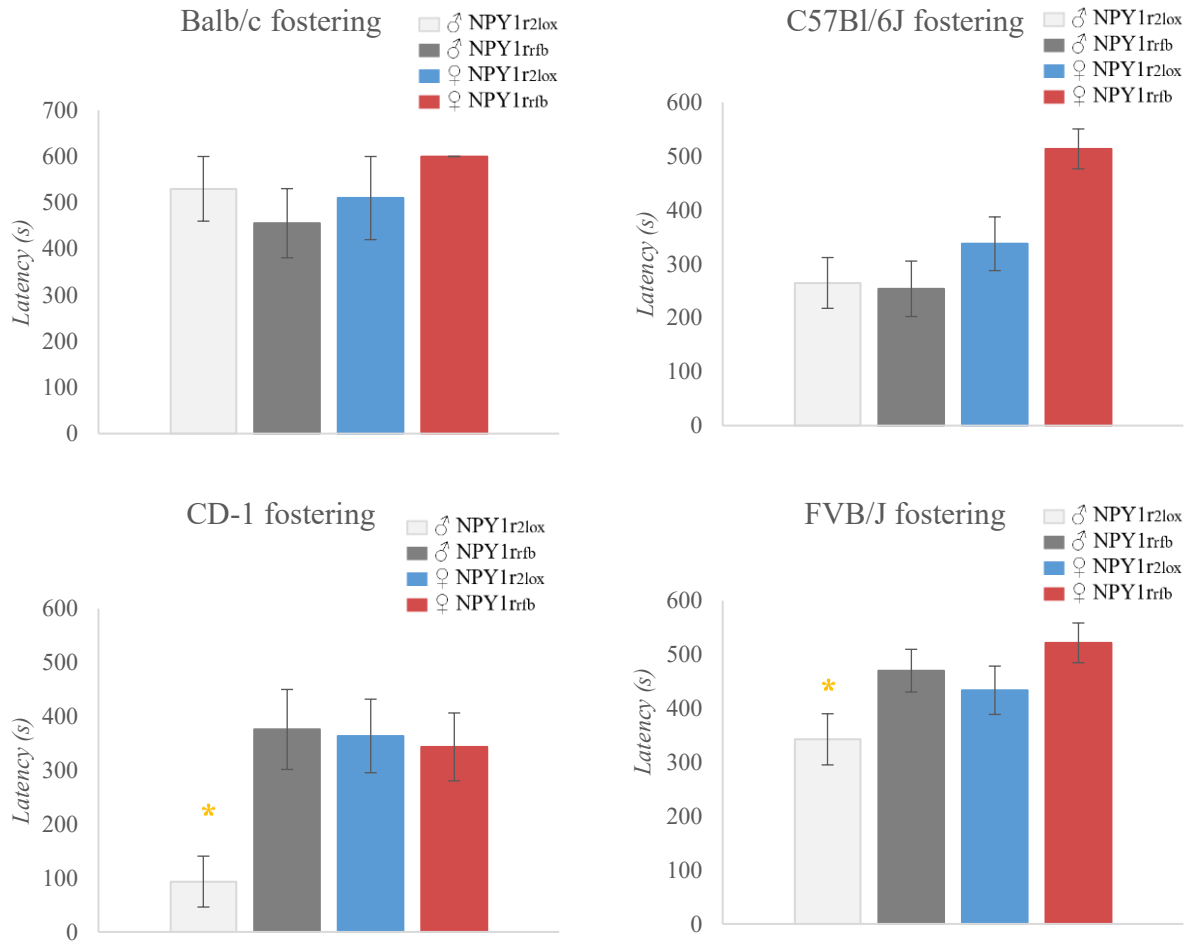 Balb/c fostering
♂ NPY1r2lox
♂ NPY1rrfb
♀ NPY1r2lox
♀ NPY1rrfb
Latency (s)
700
600
500
400
300
200
100
0
C57Bl/6J fostering
♂ NPY1r2lox
♂ NPY1rrfb
♀ NPY1r2lox
♀ NPY1rrfb
Latency (s)
600
500
400
300
200
100
0
CD-1 fostering
♂ NPY1r2lox
♂ NPY1rrfb
♀ NPY1r2lox
♀ NPY1rrfb
Latency (s)
600
500
400
300
200
100
0
*
FVB/J fostering
♂ NPY1r2lox
♂ NPY1rrfb
♀ NPY1r2lox
♀ NPY1rrfb
Latency (s)
600
500
400
300
200
100
0
*